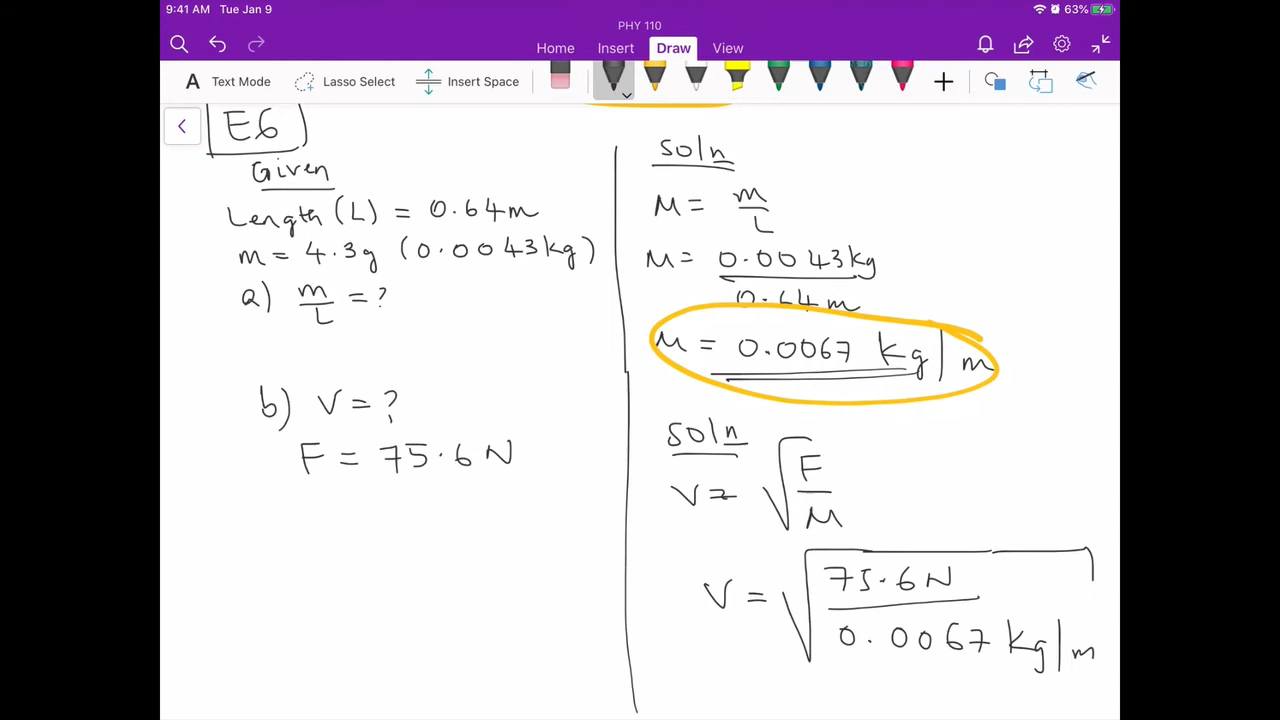 9:41 AM Tue Jan 9
63%
PHY 110
Home Insert Draw View
Text Mode Lasso Select Insert Space
E6
Given
Length (L) = 0.64m
m = 4.3g (0.0043kg)
a) m/L = ?
b) V = ?
F = 75.6 N
soln
μ = m/L
μ = 0.0043kg
0.64m
μ = 0.0067 kg/m
soln
V = √F/μ
V = √75.6N
0.0067 kg/m